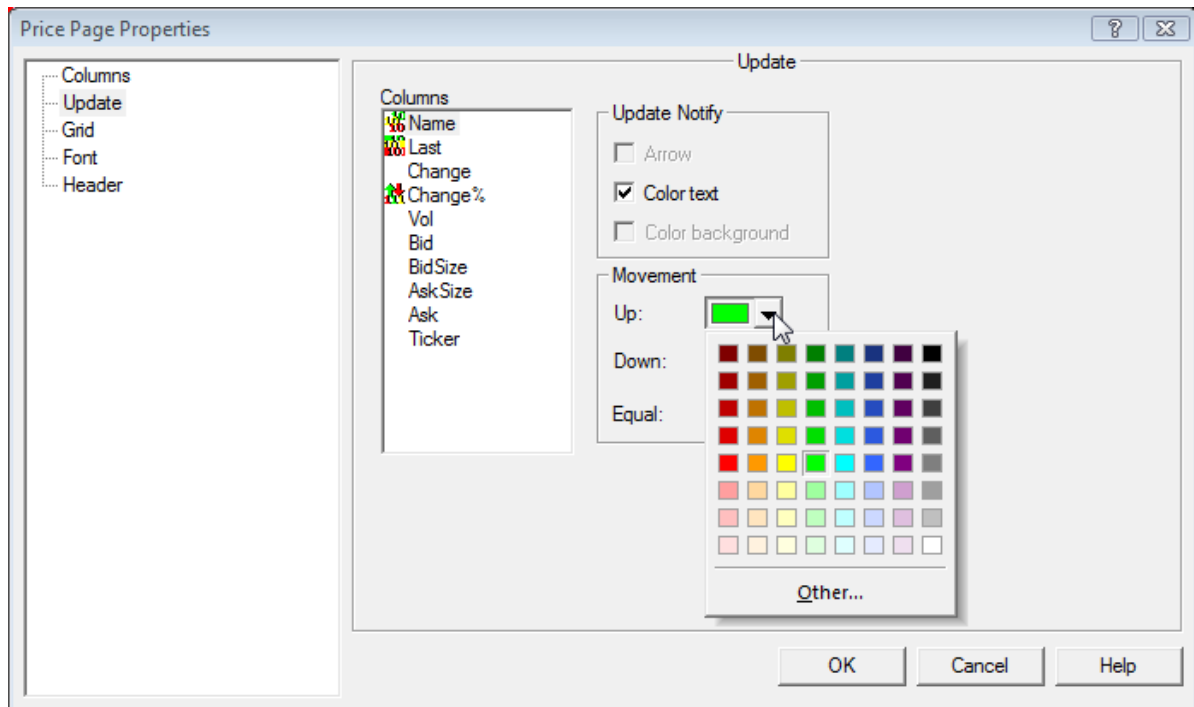 Price Page Properties
Columns
Update
Grid
Font
Header
Update
Columns
Name
Last
Change
Change%
Vol
Bid
BidSize
AskSize
Ask
Ticker
Update Notify
Arrow
Color text
Color background
Movement
Up:
Down:
Equal:
Other...
OK
Cancel
Help